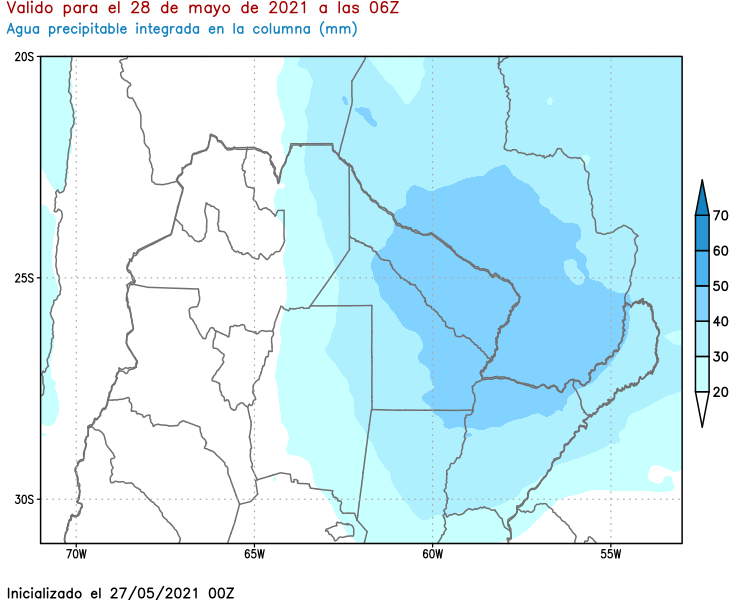 Valido para el 28 de mayo de 2021 a las 06Z
Agua precipitable integrada en la columna (mm)
20S
25S
30S
70W 65W 60W 55W
70
60
50
40
30
20
Inicializado el 27/05/2021 00Z